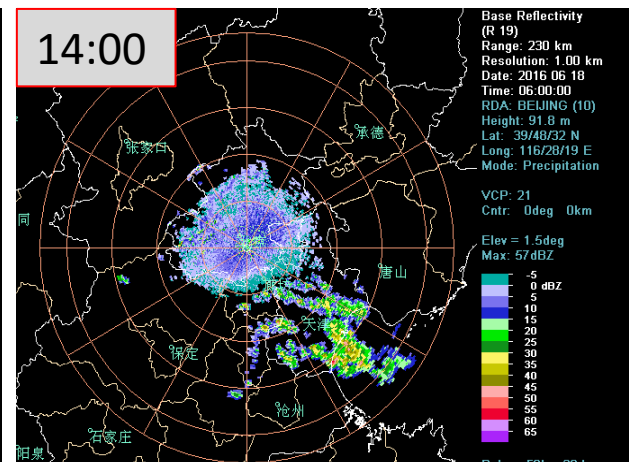 14:00
Base Reflectivity
(R 19)
Range: 230 km
Resolution: 1.00 km
Date: 2016 06 18
Time: 06:00:00
RDA: BEIJING (10)
Height: 91.8 m
Lat: 39/48/32 N
Long: 116/28/19 E
Mode: Precipitation
VCP: 21
Cntr: 0deg 0km
Elev = 1.5deg
Max: 57dBZ
-5
0 dBZ
5
10
15
20
25
30
35
40
45
50
55
60
65
承德
张家口
同
唐山
天津
保定
沧州
石家庄
阳泉